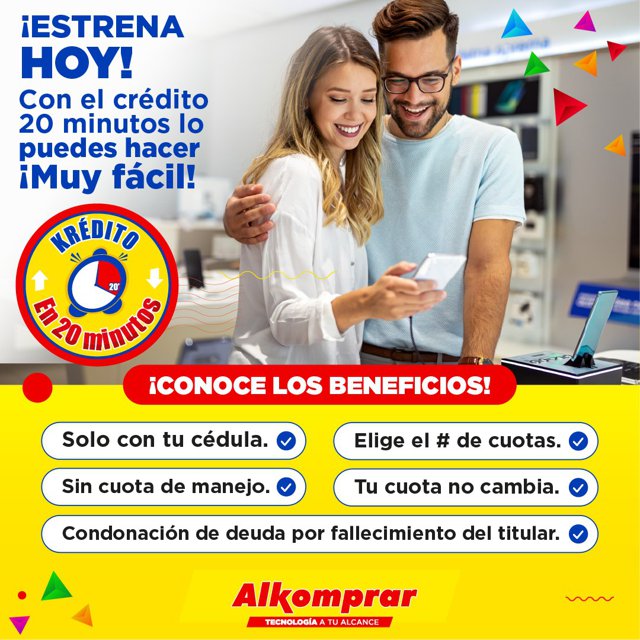 ¡ESTRENA
HOY!
Con el crédito
20 minutos lo
puedes hacer
¡Muy fácil!
KRÉDITO
20'
En 20 minutos
¡CONOCE LOS BENEFICIOS!
Solo con tu cédula.
Elige el # de cuotas.
Sin cuota de manejo.
Tu cuota no cambia.
Condonación de deuda por fallecimiento del titular.
Alkomprar
TECNOLOGÍA A TU ALCANCE